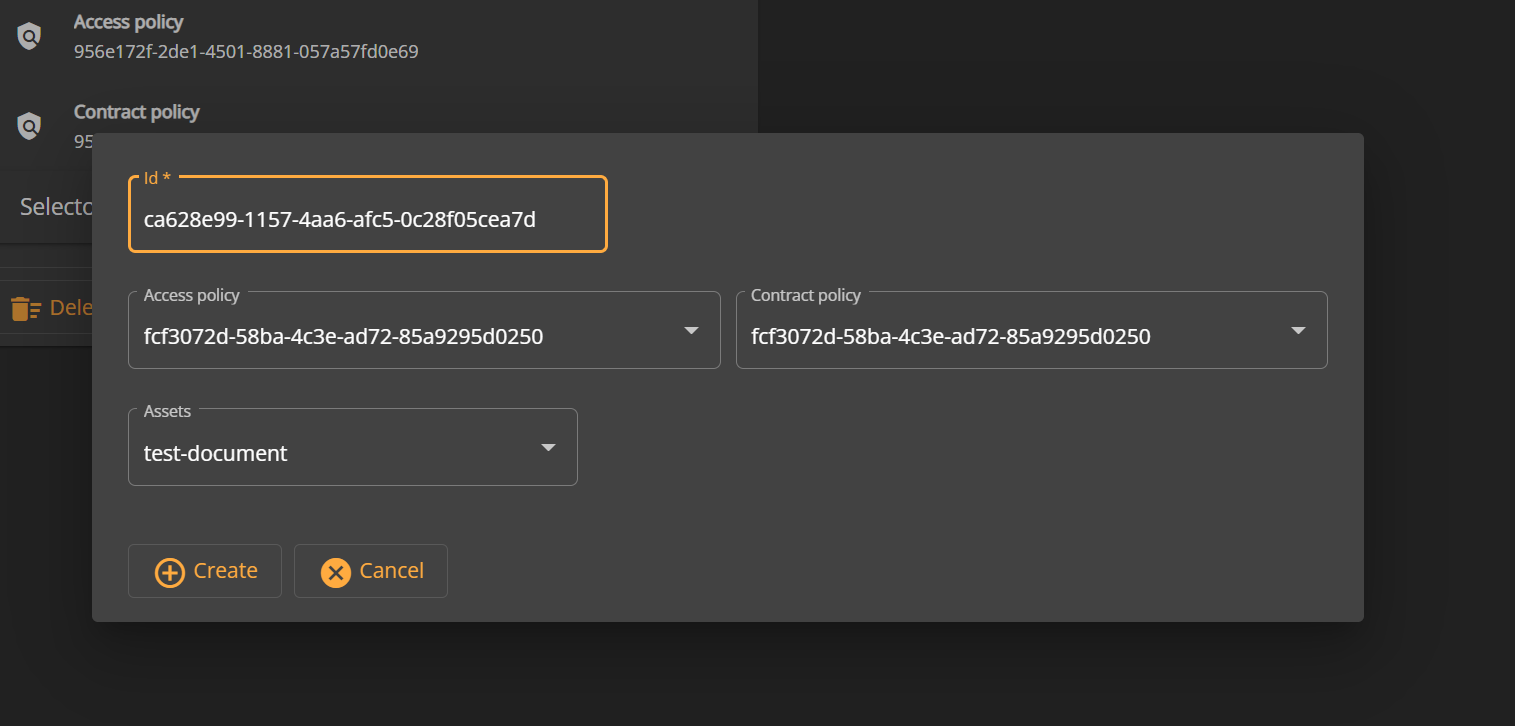 Access policy
956e172f-2de1-4501-8881-057a57fd0e69
Contract policy
95
Selecto
Id *
ca628e99-1157-4aa6-afc5-0c28f05cea7d
Access policy
Contract policy
fcf3072d-58ba-4c3e-ad72-85a9295d0250
fcf3072d-58ba-4c3e-ad72-85a9295d0250
Dele
Assets
test-document
Create
Cancel